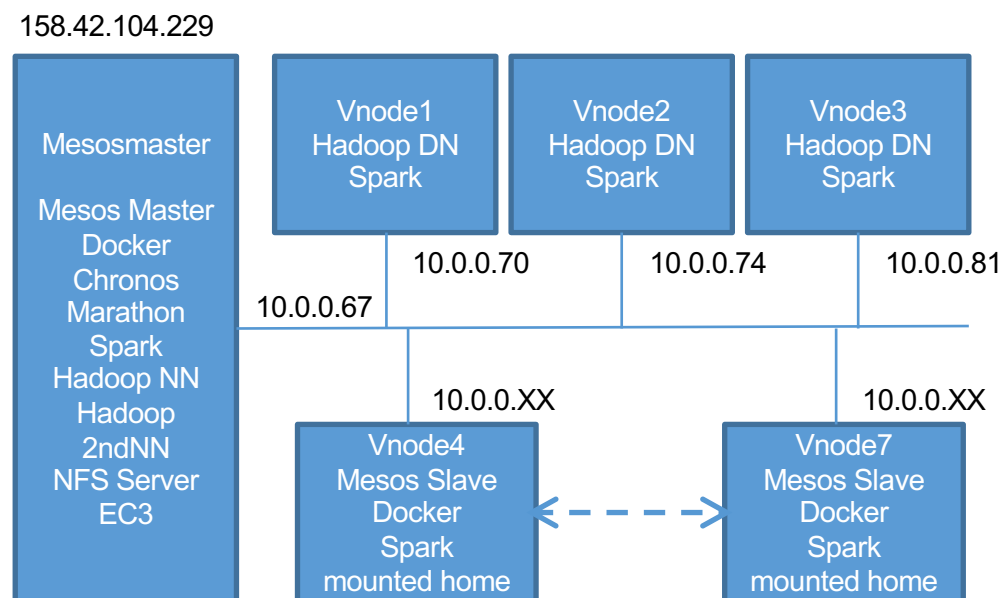 158.42.104.229
Mesosmaster
Mesos Master
Docker
Chronos
Marathon
Spark
Hadoop NN
Hadoop
2ndNN
NFS Server
EC3
Vnode1
Hadoop DN
Spark
Vnode2
Hadoop DN
Spark
Vnode3
Hadoop DN
Spark
10.0.0.70
10.0.0.74
10.0.0.81
10.0.0.67
10.0.0.XX
10.0.0.XX
Vnode4
Mesos Slave
Docker
Spark
mounted home
Vnode7
Mesos Slave
Docker
Spark
mounted home